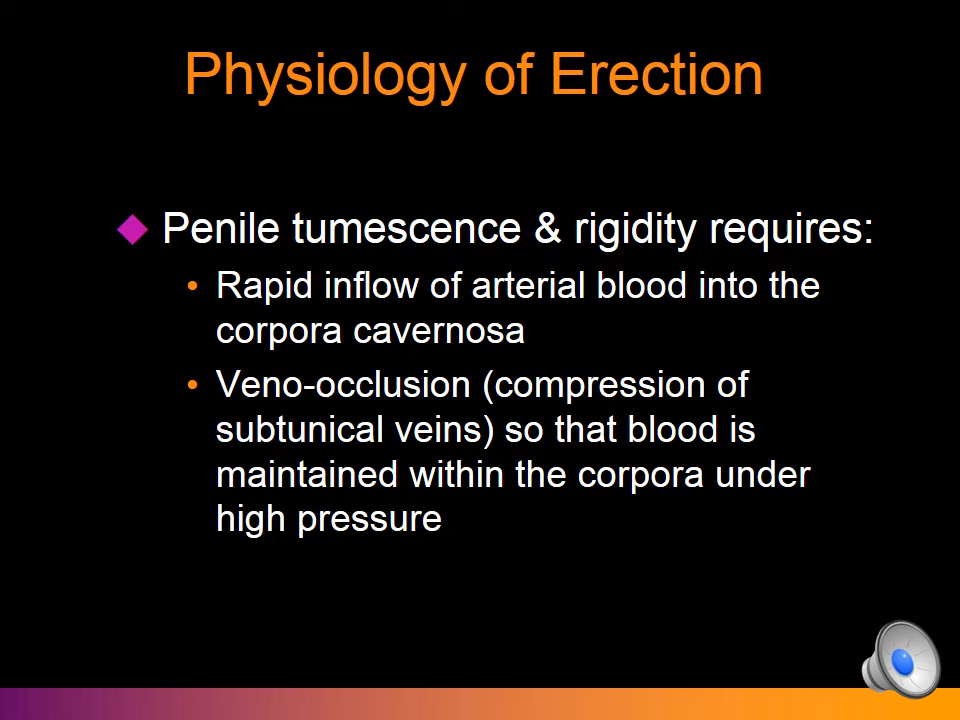 Physiology of Erection
Penile tumescence & rigidity requires:
Rapid inflow of arterial blood into the
corpora cavernosa
Veno-occlusion (compression of
subtunical veins) so that blood is
maintained within the corpora under
high pressure